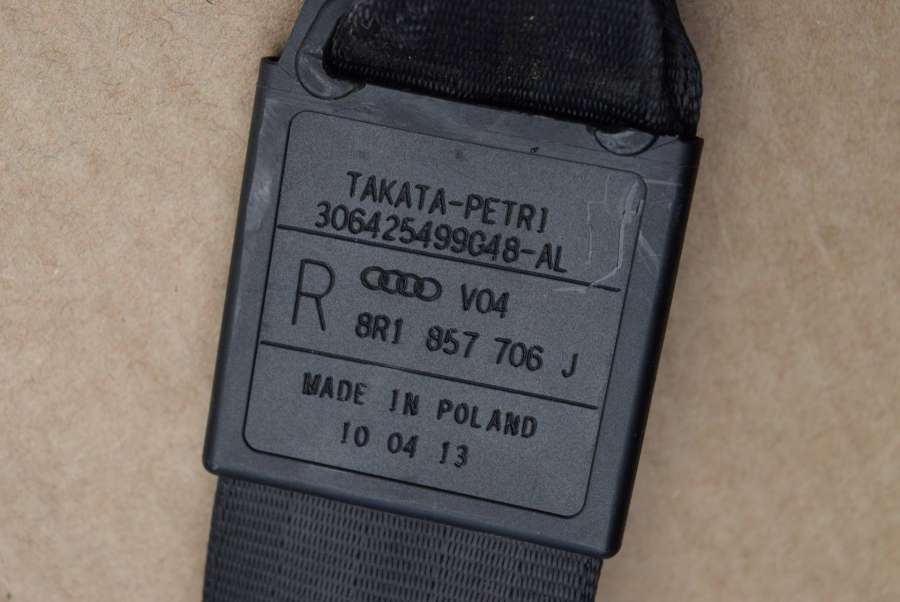 TAKATA-PETRI
306425499G48-AL
R V04
8R1 857 706 J
MADE IN POLAND
10 04 13